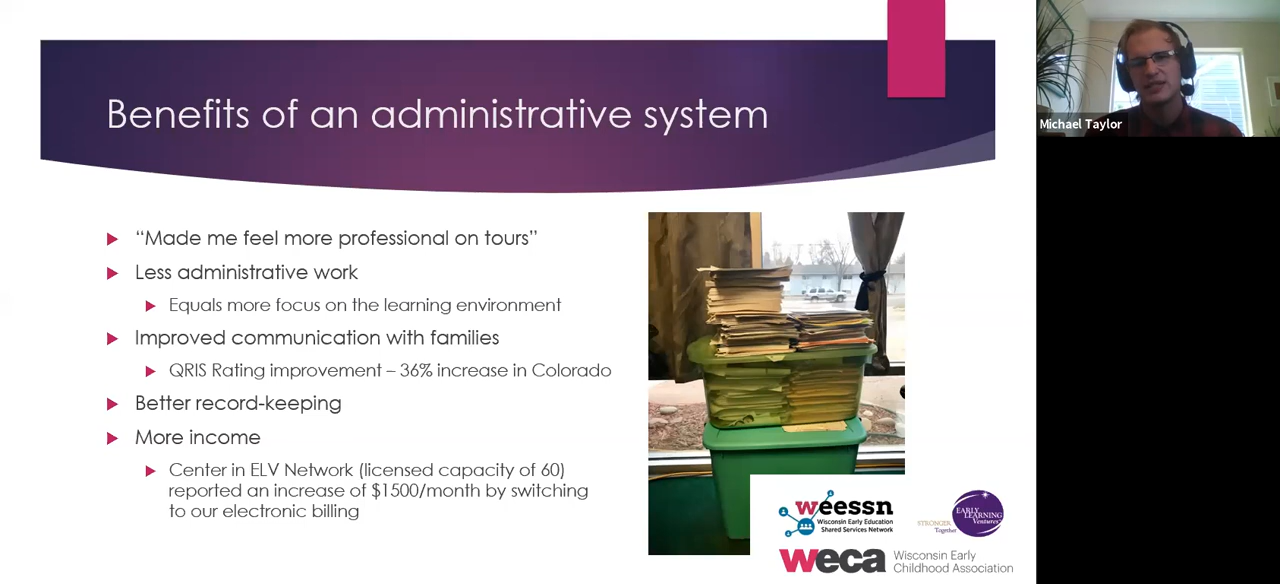 Benefits of an administrative system
“Made me feel more professional on tours”
Less administrative work
Equals more focus on the learning environment
Improved communication with families
QRIS Rating improvement – 36% increase in Colorado
Better record-keeping
More income
Center in ELV Network (licensed capacity of 60)
reported an increase of $1500/month by switching
to our electronic billing
weessn
Wisconsin Early Education
Shared Services Network
STRONGER
Together
EARLY
LEARNING
Ventures
weca
Wisconsin Early
Childhood Association
Michael Taylor